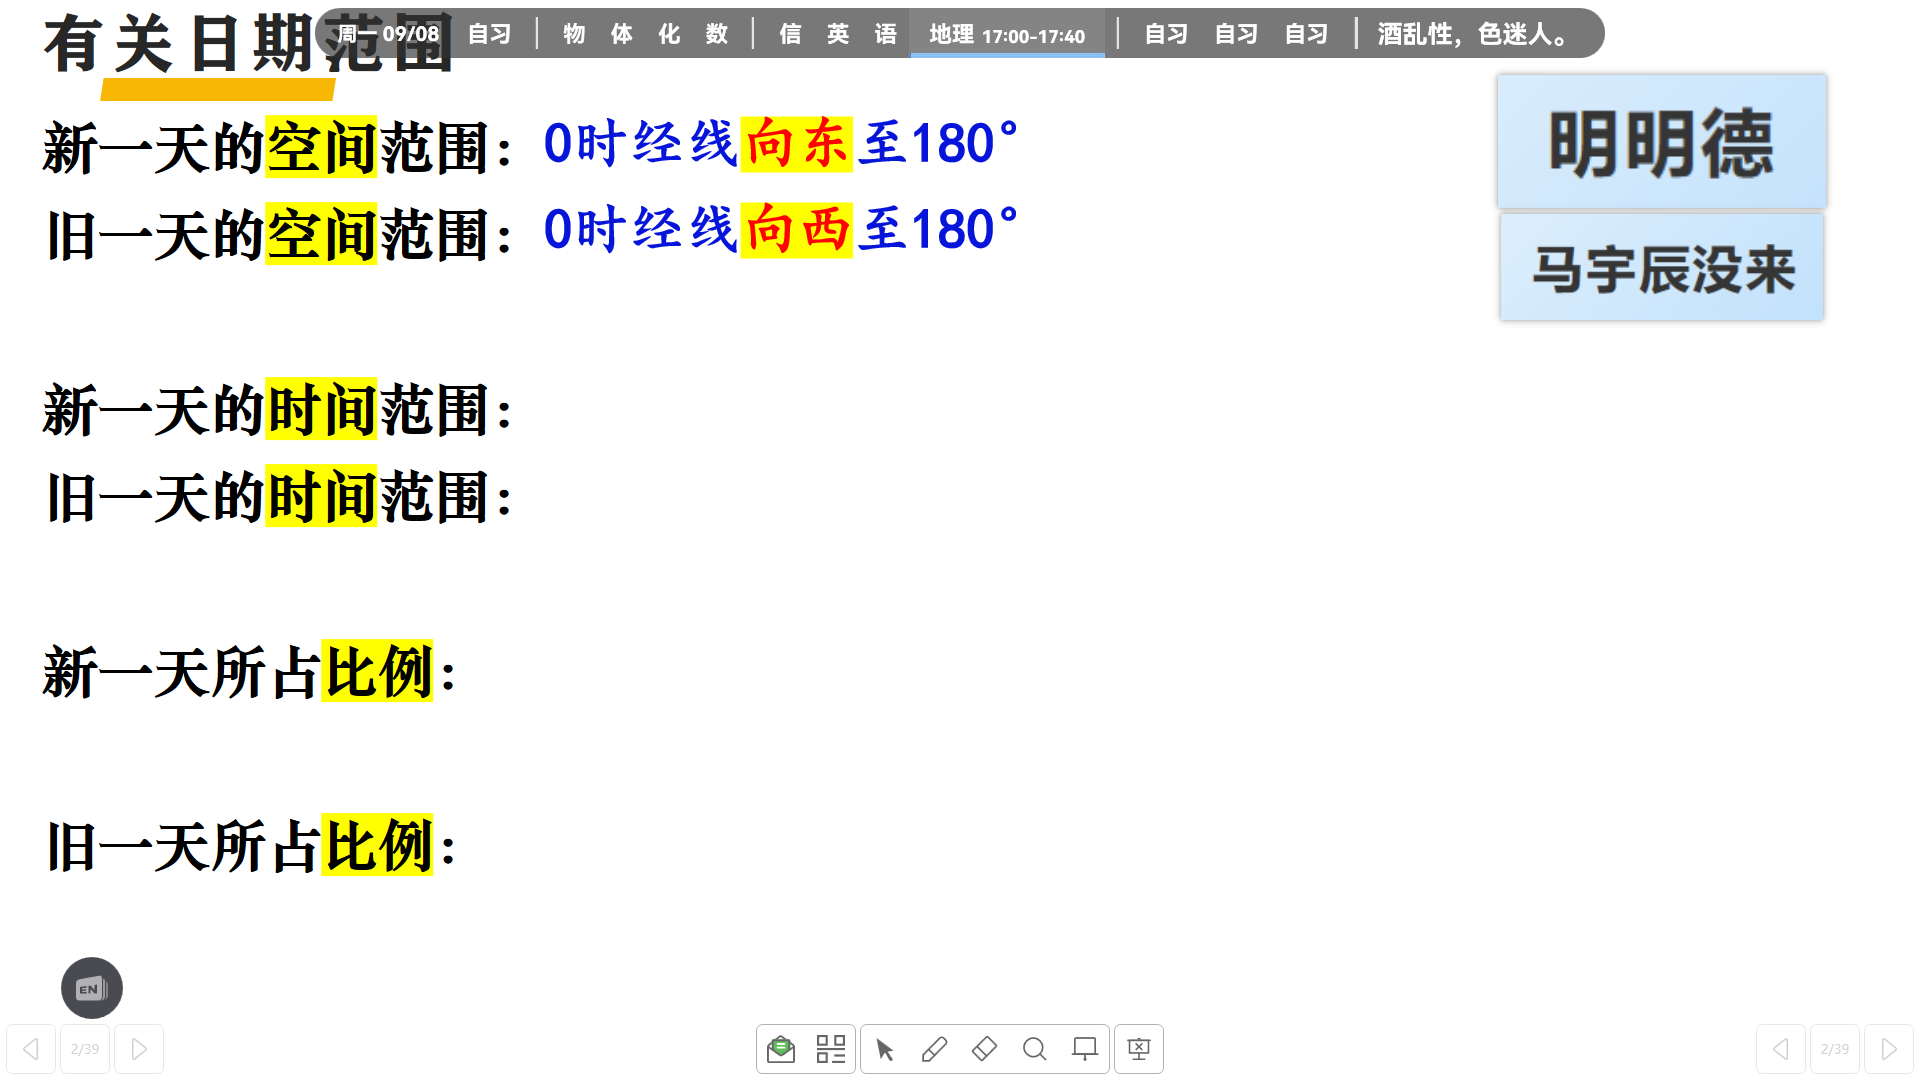 有关日期范围
周一 09/08 自习 | 物 体 化 数 | 信 英 语 地理 17:00-17:40 | 自习 自习 自习 | 酒乱性，色迷人。
新一天的空间范围：0时经线向东至180°
旧一天的空间范围：0时经线向西至180°
明明德
马宇辰没来
新一天的时间范围：
旧一天的时间范围：
新一天所占比例：
旧一天所占比例：
EN
2/39
2/39